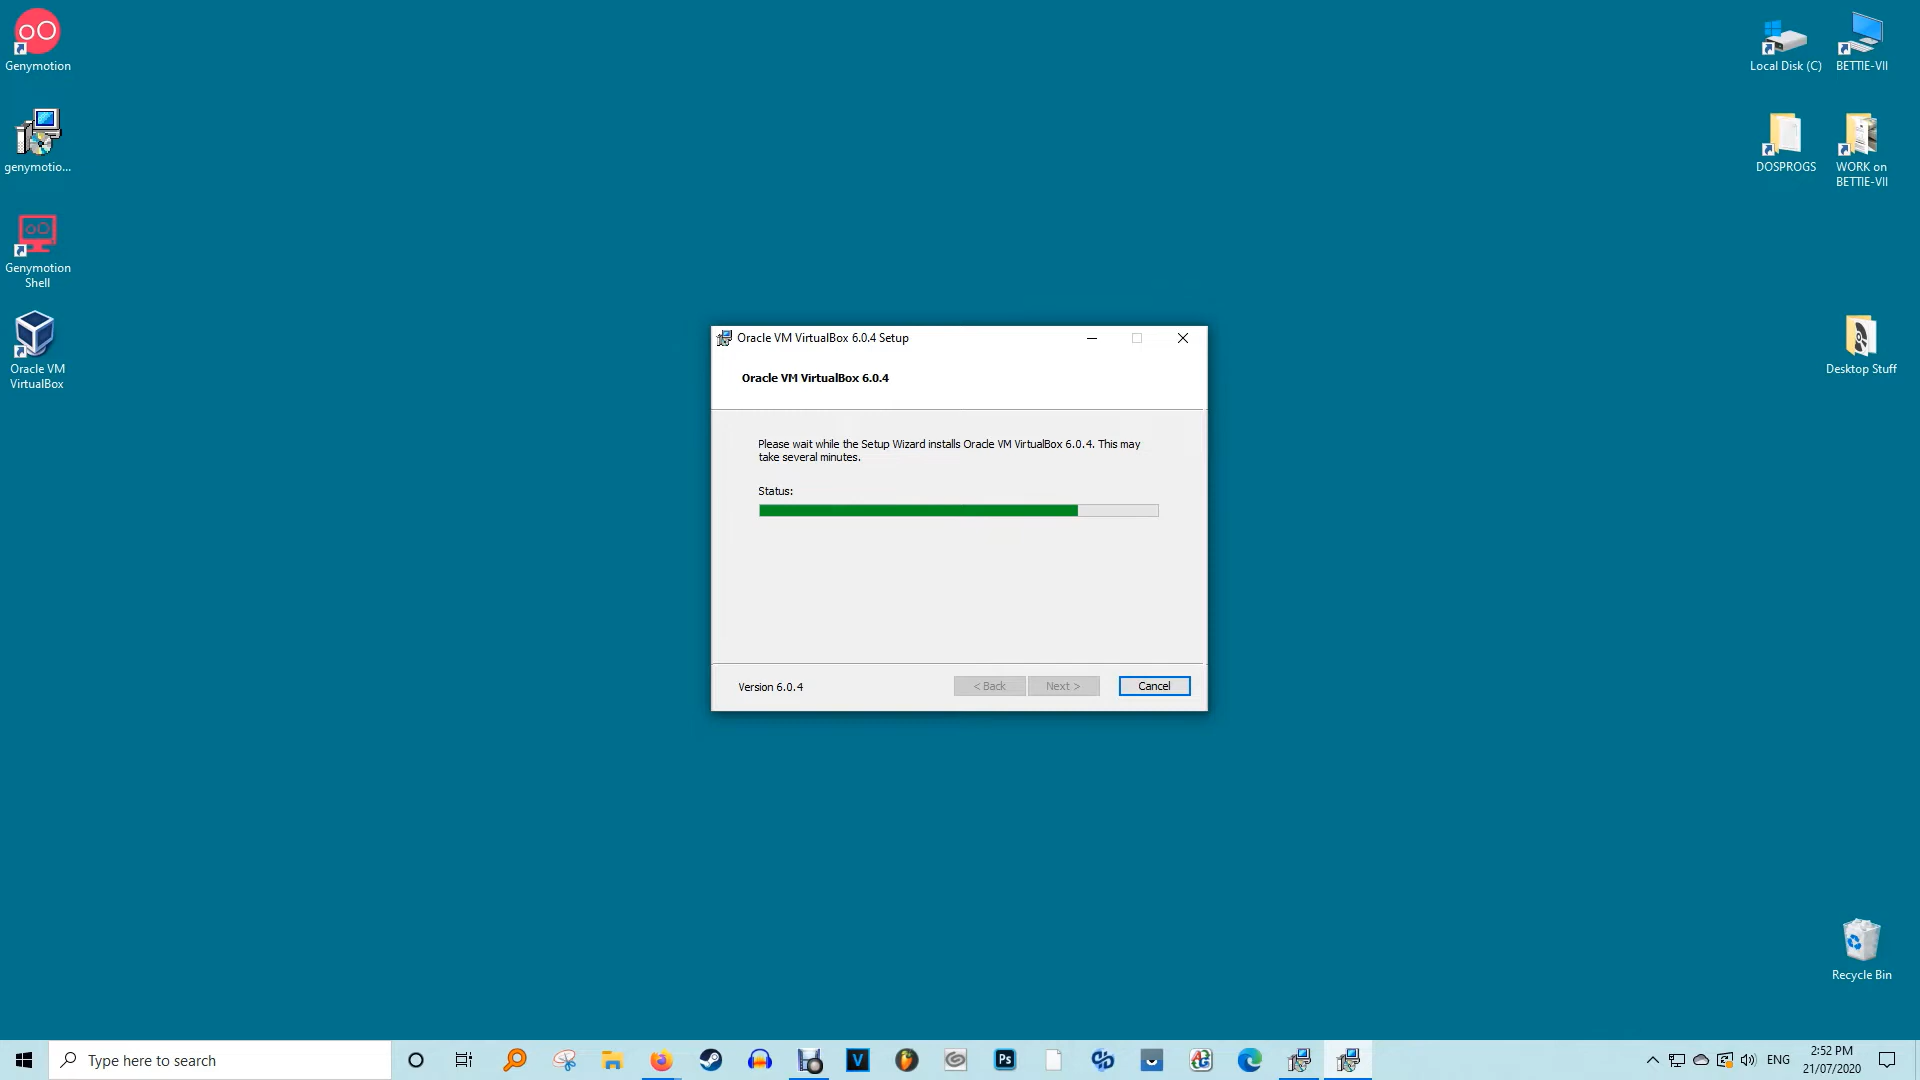 Genymotion
genymotio...
Genymotion
Shell
Oracle VM
VirtualBox
Local Disk (C)
BETTIE-VII
DOSPROGS
WORK on
BETTIE-VII
Desktop Stuff
Recycle Bin
Oracle VM VirtualBox 6.0.4 Setup
Oracle VM VirtualBox 6.0.4
Please wait while the Setup Wizard installs Oracle VM VirtualBox 6.0.4. This may
take several minutes.
Status:
Version 6.0.4
< Back
Next >
Cancel
Type here to search
V
Ps
ENG
2:52 PM
21/07/2020